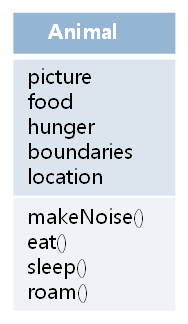 Animal
picture
food
hunger
boundaries
location
makeNoise()
eat()
sleep()
roam()